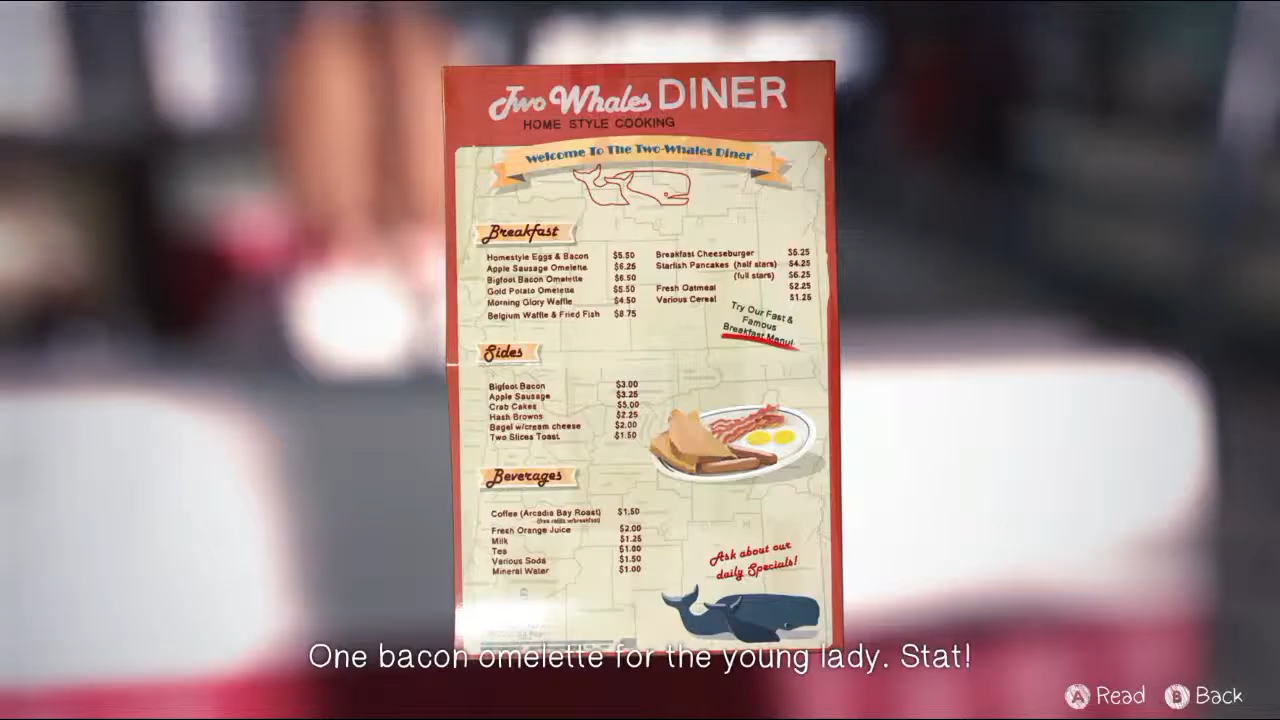 Two Whales DINER
HOME STYLE COOKING
Welcome To The Two-Whales Diner
Breakfast
Homestyle Eggs & Bacon $5.50
Apple Sausage Omelette $6.25
Bigfoot Bacon Omelette $6.50
Gold Potato Omelette $5.50
Morning Glory Waffle $4.50
Belgium Waffle & Fried Fish $8.75
Breakfast Cheeseburger $5.25
Starfish Pancakes (half stars) $4.25
(full stars) $6.25
Fresh Oatmeal $2.25
Various Cereal $1.25
Try Our Fast &
Famous
Breakfast Menu!
Sides
Bigfoot Bacon $3.00
Apple Sausage $3.25
Crab Cakes $5.00
Hash Browns $2.25
Bagel w/cream cheese $2.00
Two Slices Toast $1.50
Beverages
Coffee (Arcadia Bay Roast) $1.50
(free refills w/breakfast)
Fresh Orange Juice $2.00
Milk $1.25
Tea $1.00
Various Soda $1.50
Mineral Water $1.00
Ask about our
daily Specials!
One bacon omelette for the young lady. Stat!
A Read B Back